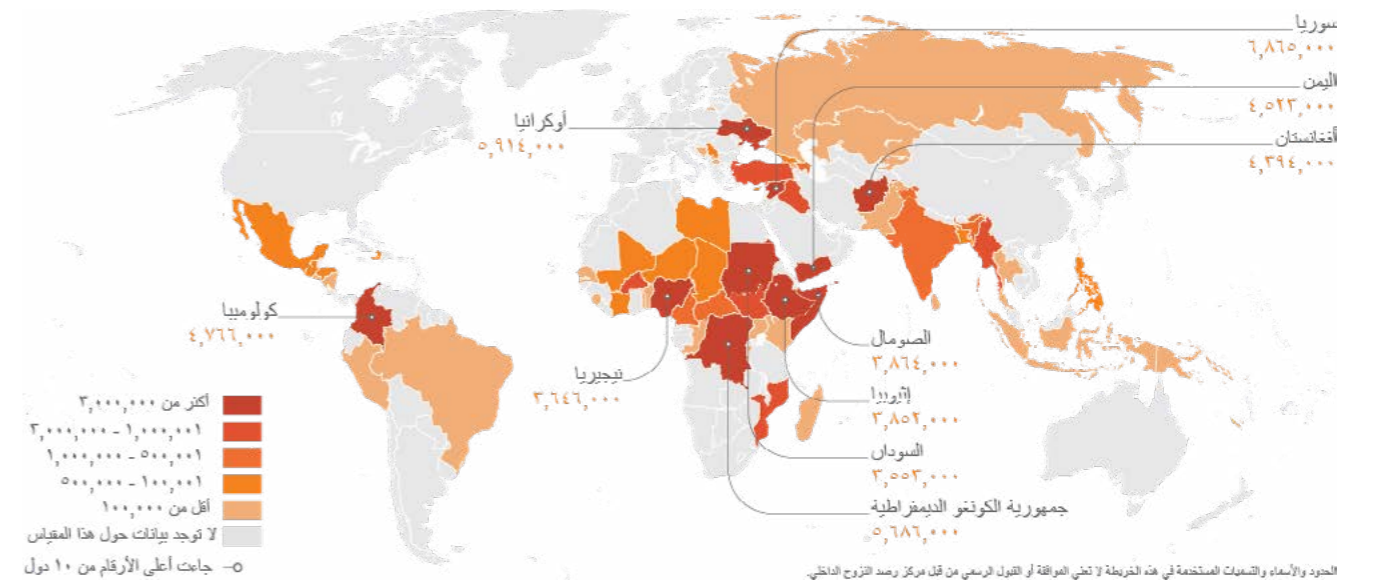 سوريا
٦,٨٦٥,٠٠٠
اليمن
٤,٥٢٣,٠٠٠
أفغانستان
٤,٣٩٤,٠٠٠
أوكرانيا
٥,٩١٤,٠٠٠
كولومبيا
٤,٧٦٦,٠٠٠
نيجيريا
٣,٦٤٦,٠٠٠
الصومال
٣,٨٦٤,٠٠٠
إثيوبيا
٣,٨٥٢,٠٠٠
السودان
٣,٥٥٣,٠٠٠
جمهورية الكونغو الديمقراطية
٥,٦٨٦,٠٠٠
أكثر من ٣,٠٠٠,٠٠٠
١,٠٠٠,٠٠١ - ٣,٠٠٠,٠٠٠
٥٠٠,٠٠١ - ١,٠٠٠,٠٠٠
١٠٠,٠٠١ - ٥٠٠,٠٠٠
أقل من ١٠٠,٠٠٠
لا توجد بيانات حول هذا المقياس
جاءت أعلى الأرقام من ١٠ دول
الحدود والأسماء والتسميات المستخدمة في هذه الخريطة لا تعني الموافقة أو القبول الرسمي من قبل مركز رصد النزوح الداخلي.